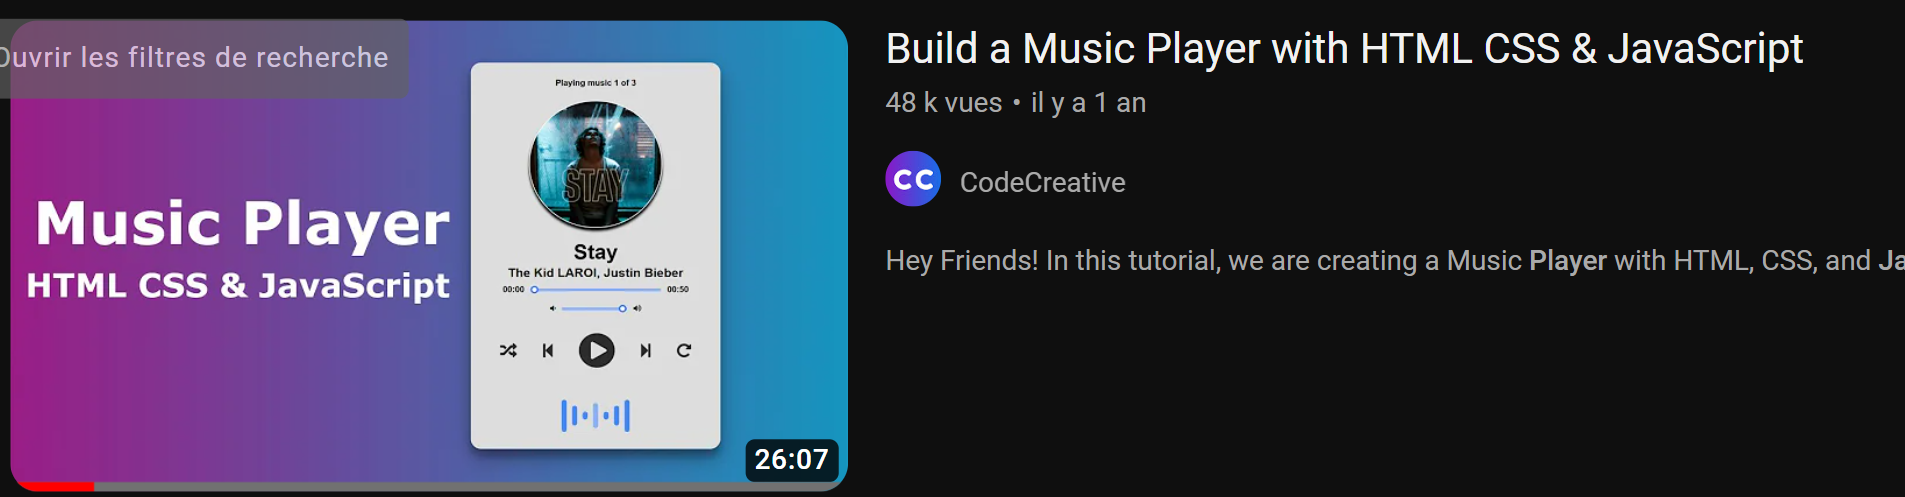 Ouvrir les filtres de recherche
Playing music 1 of 3
STAY
Music Player
HTML CSS & JavaScript
Stay
The Kid LAROI, Justin Bieber
00:00 00:50
26:07
Build a Music Player with HTML CSS & JavaScript
48 k vues • il y a 1 an
CC CodeCreative
Hey Friends! In this tutorial, we are creating a Music Player with HTML, CSS, and Ja